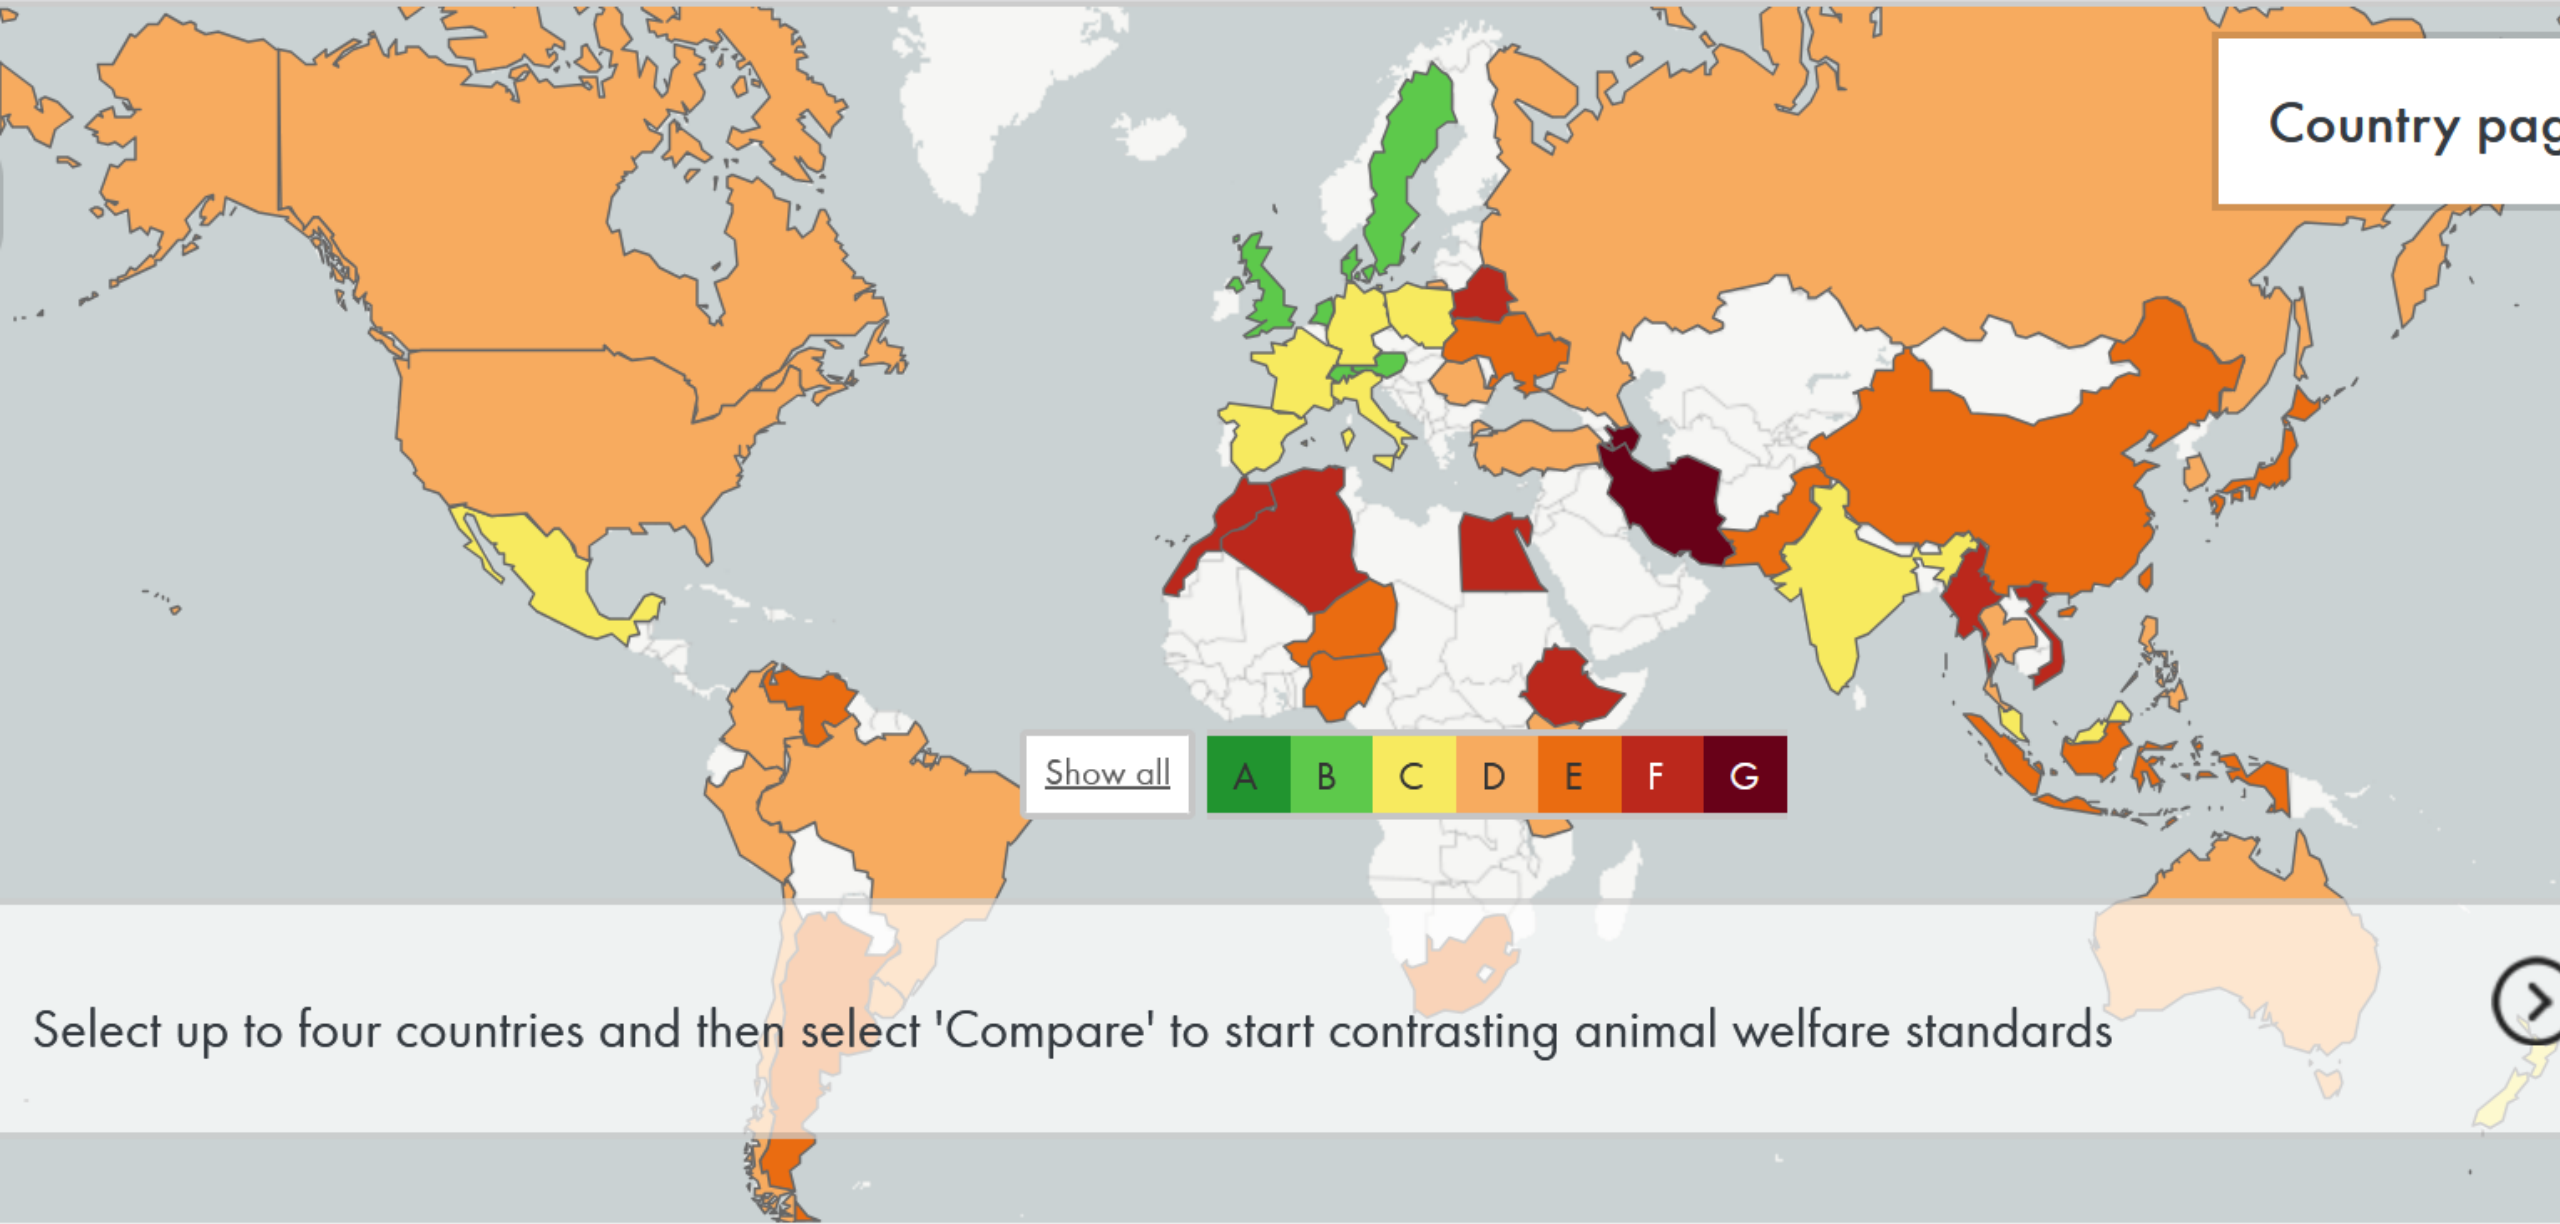 Country pag
Show all
A B C D E F G
Select up to four countries and then select 'Compare' to start contrasting animal welfare standards